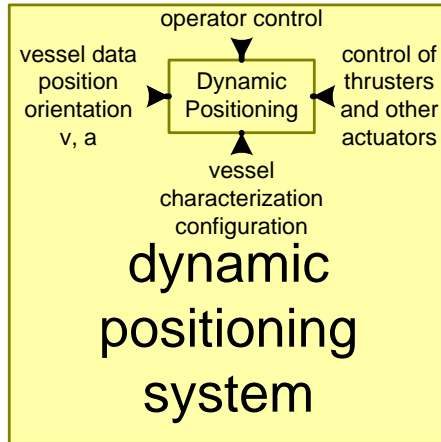 operator control
vessel data
position
orientation
v, a
Dynamic
Positioning
control of
thrusters
and other
actuators
vessel
characterization
configuration
dynamic
positioning
system